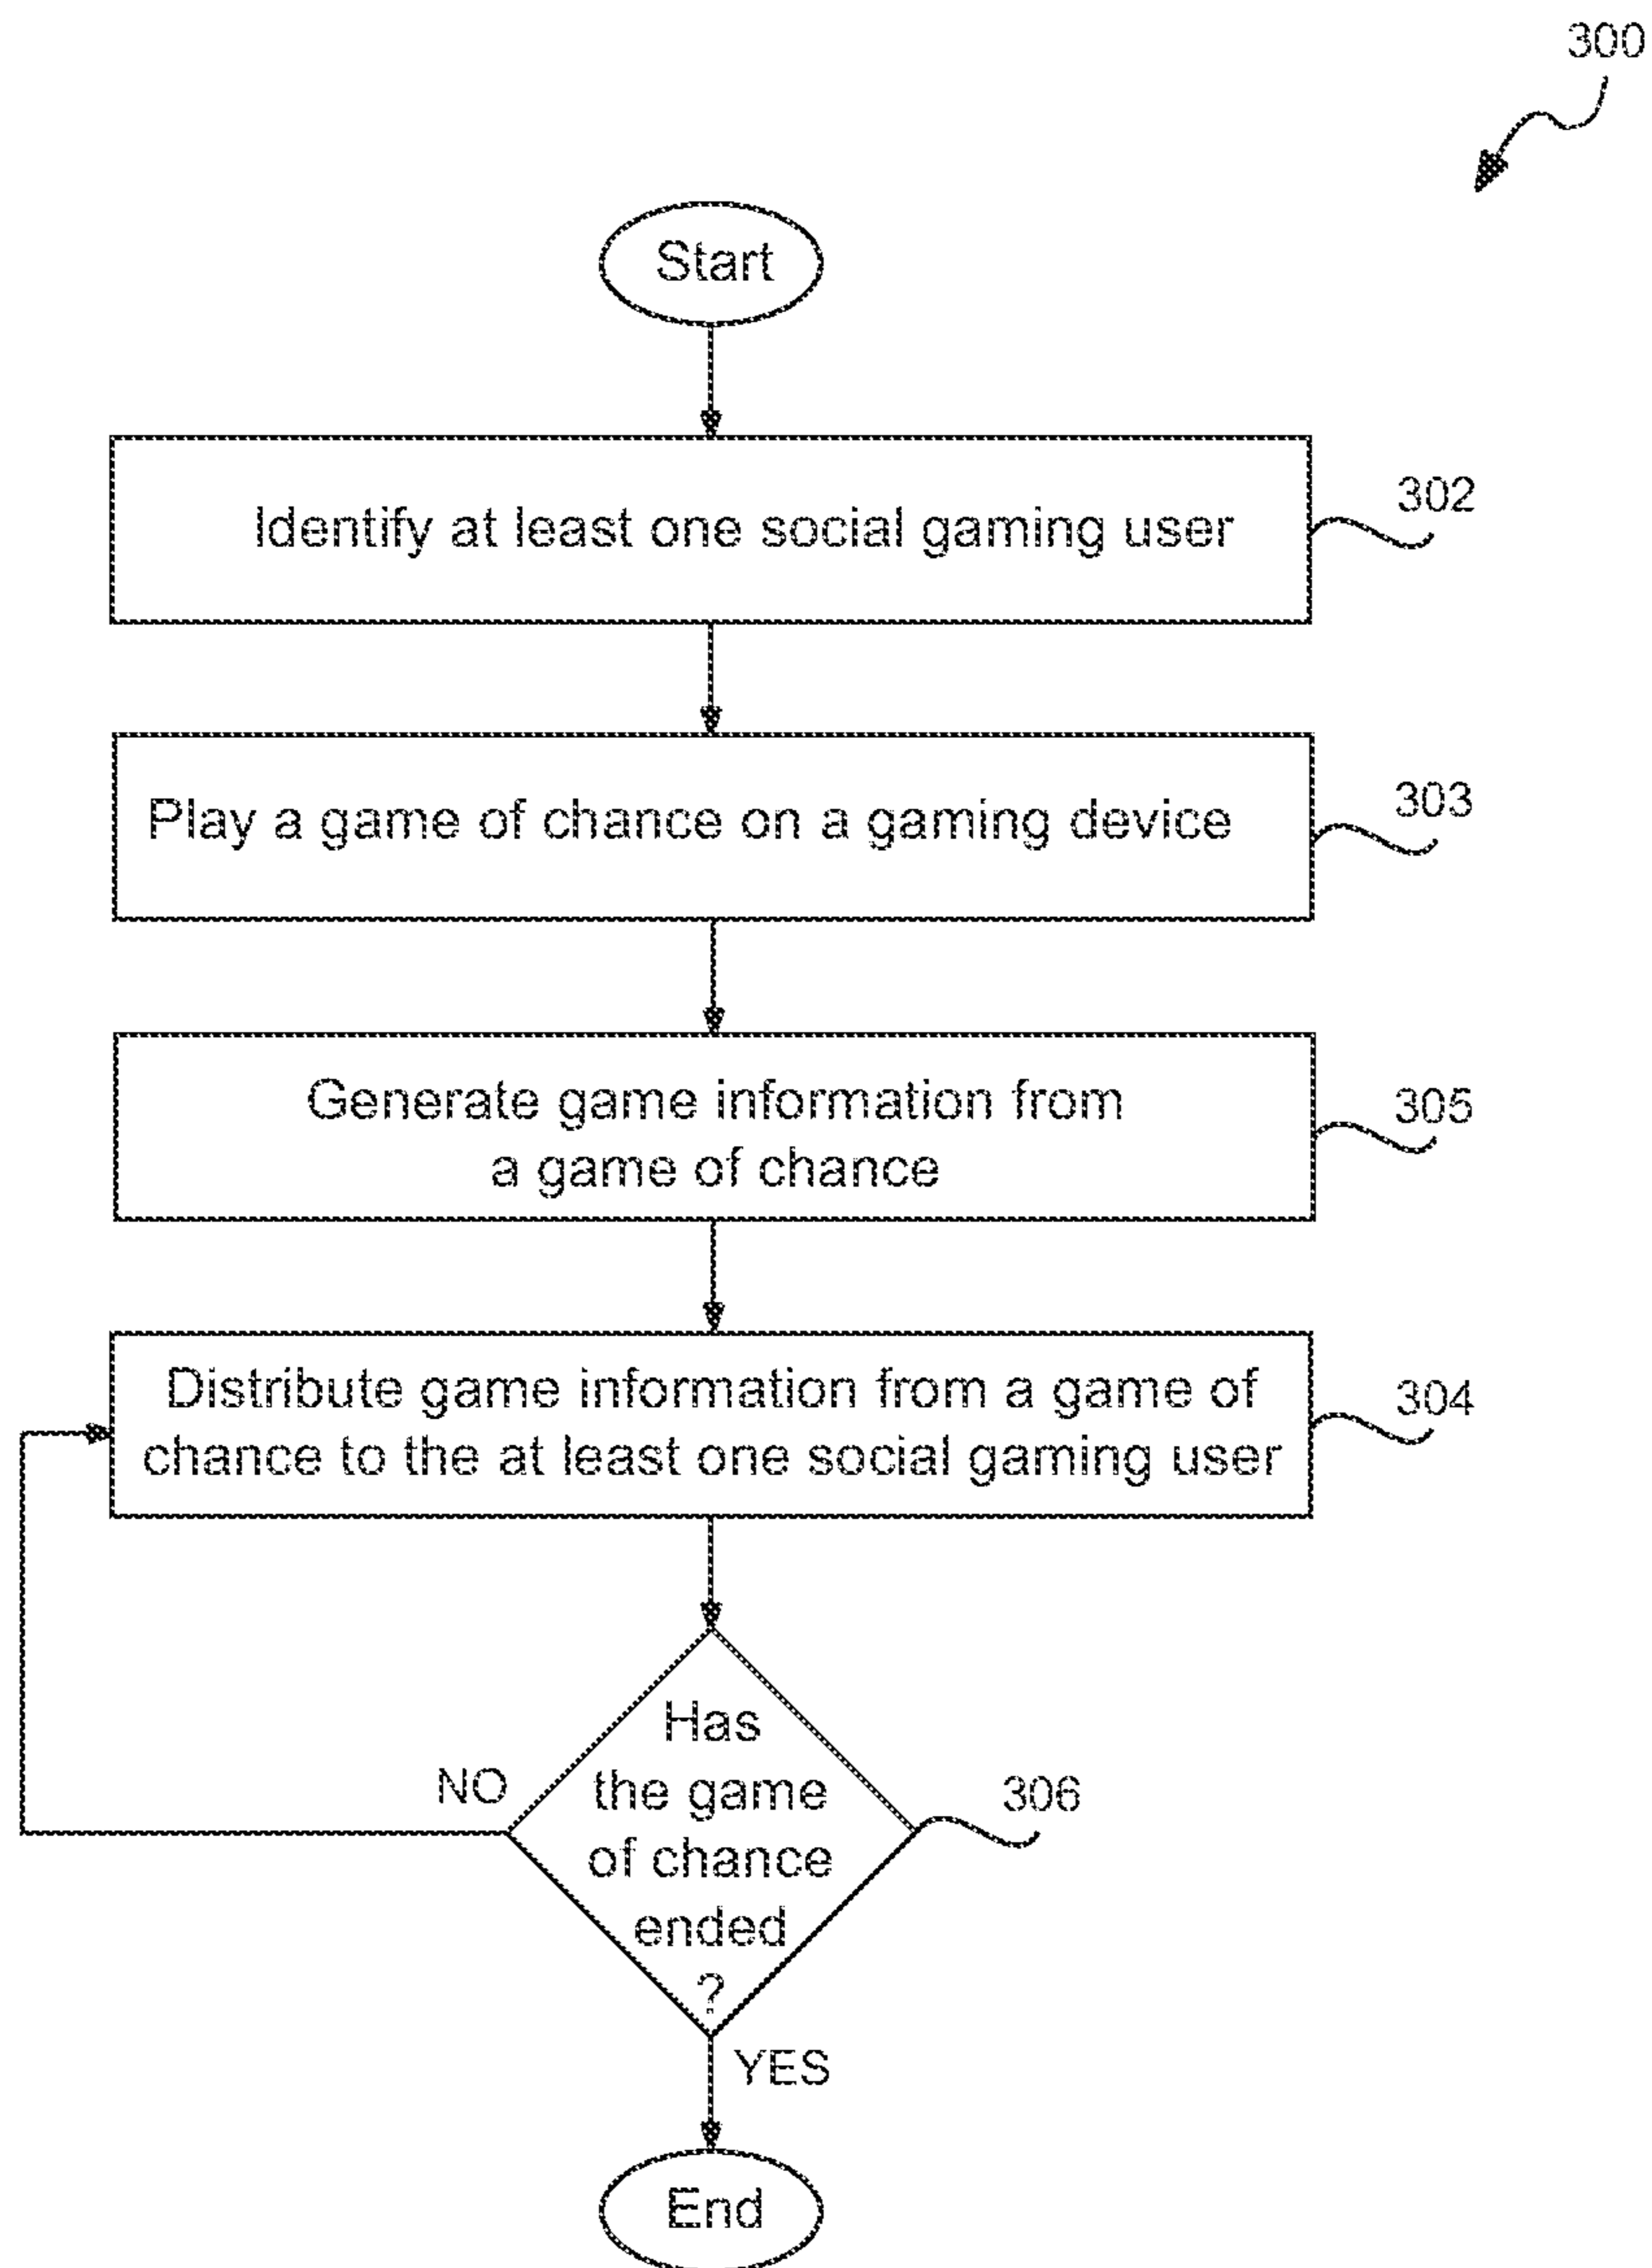 300
Start
Identify at least one social gaming user
302
Play a game of chance on a gaming device
303
Generate game information from
a game of chance
305
Distribute game information from a game of
chance to the at least one social gaming user
304
Has
the game
of chance
ended
?
NO
306
YES
End